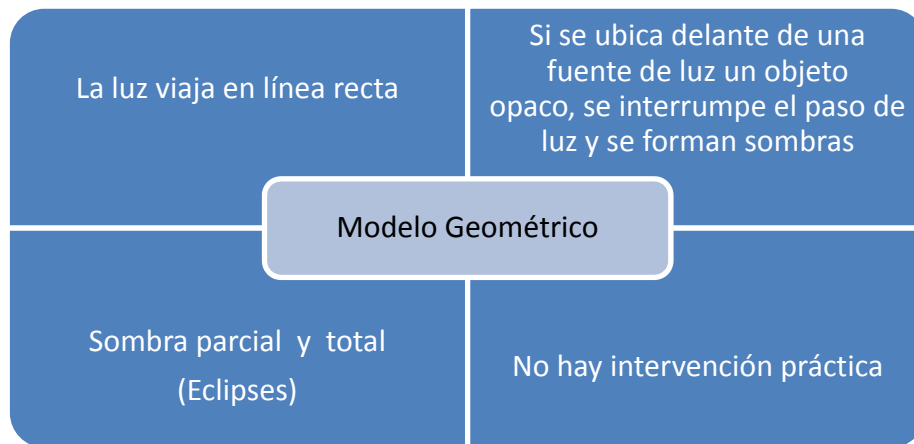 La luz viaja en línea recta
Si se ubica delante de una
fuente de luz un objeto
opaco, se interrumpe el paso de
luz y se forman sombras
Modelo Geométrico
Sombra parcial y total
(Eclipses)
No hay intervención práctica